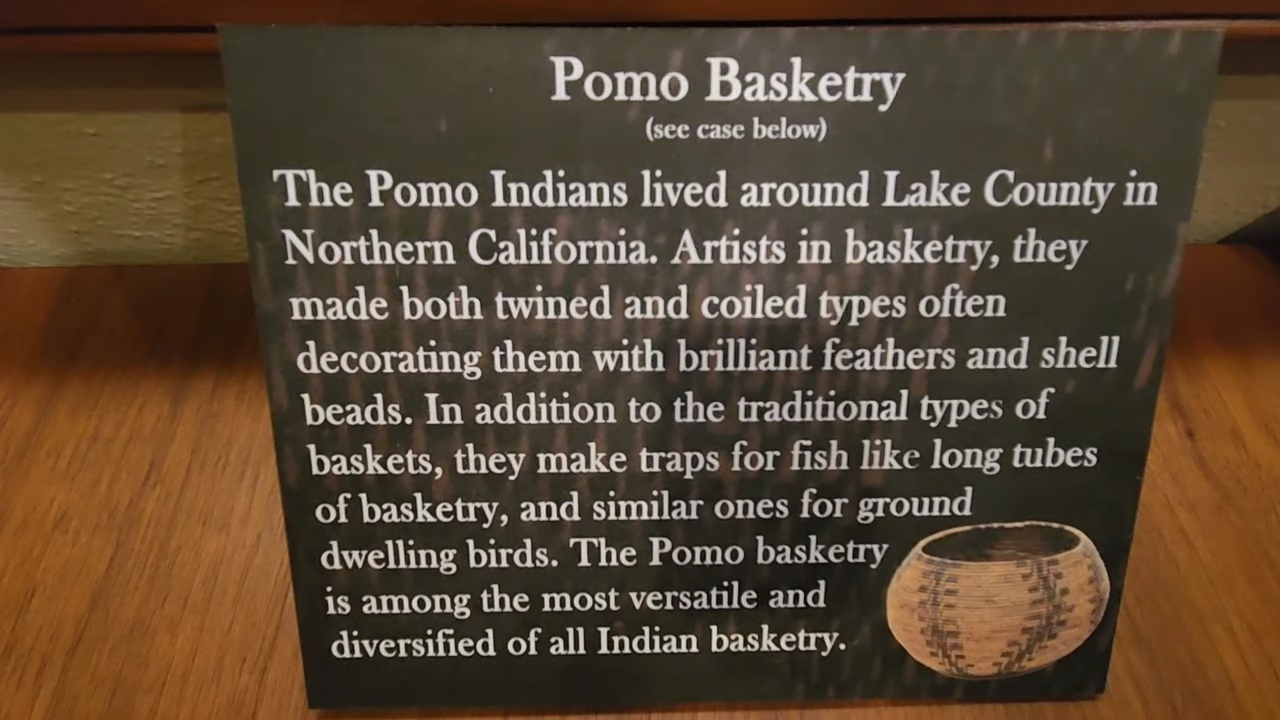 Pomo Basketry
(see case below)
The Pomo Indians lived around Lake County in
Northern California. Artists in basketry, they
made both twined and coiled types often
decorating them with brilliant feathers and shell
beads. In addition to the traditional types of
baskets, they make traps for fish like long tubes
of basketry, and similar ones for ground
dwelling birds. The Pomo basketry
is among the most versatile and
diversified of all Indian basketry.